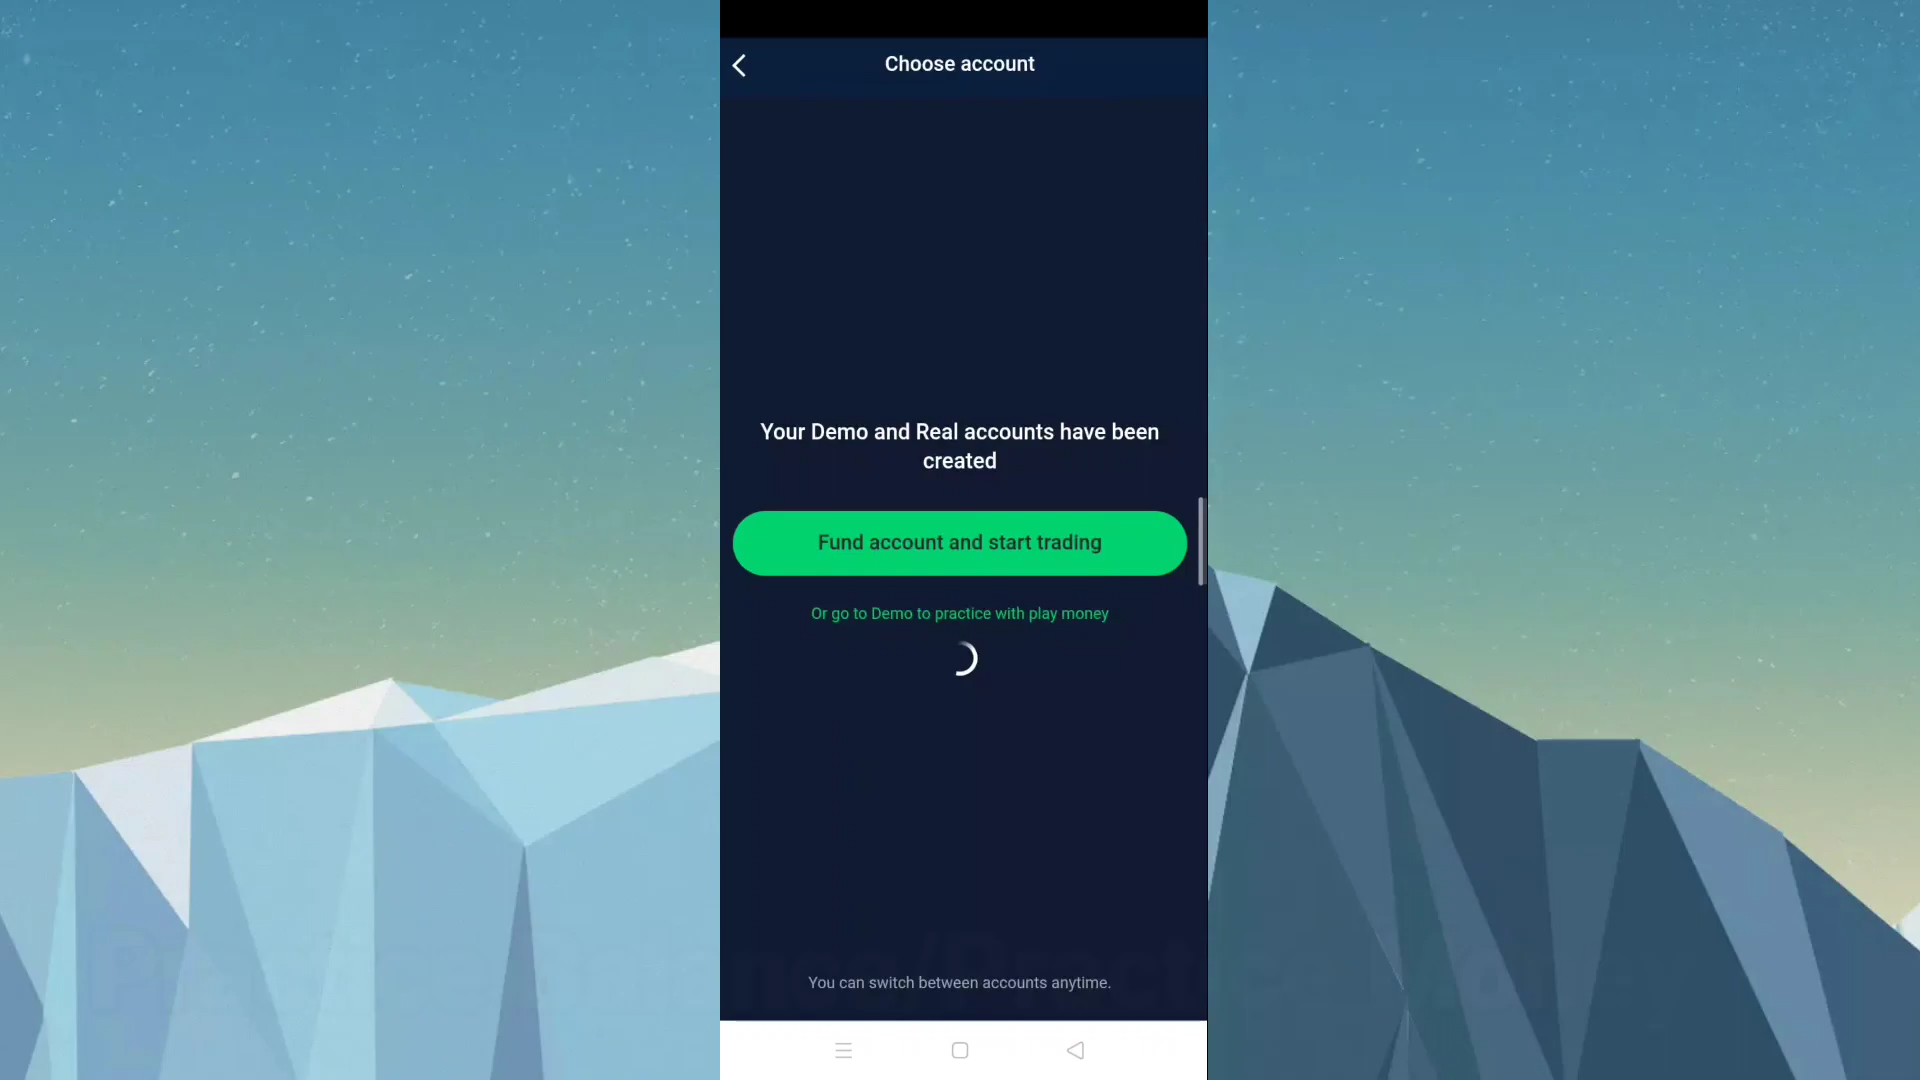 Choose account
Your Demo and Real accounts have been
created
Fund account and start trading
Or go to Demo to practice with play money
You can switch between accounts anytime.